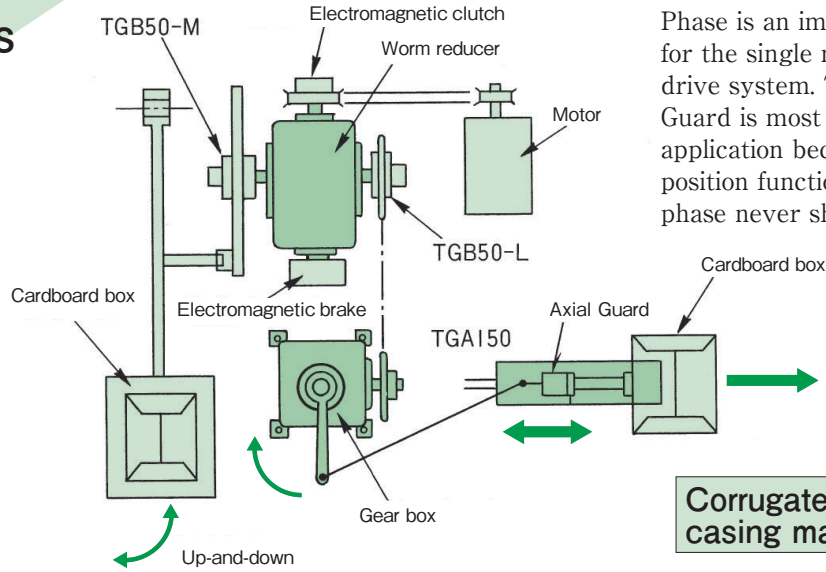 s
TGB50-M
Electromagnetic clutch
Worm reducer
Motor
TGB50-L
Electromagnetic brake
Cardboard box
Gear box
Up-and-down
Phase is an im
for the single
drive system.
Guard is most
application bec
position functio
phase never sh
Cardboard box
Axial Guard
TGAI50
Corrugate
casing ma